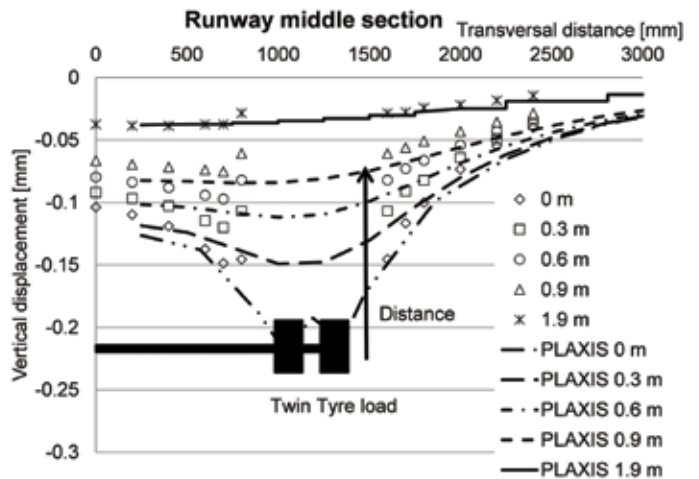 Runway middle section
Transversal distance [mm]
0 500 1000 1500 2000 2500 3000
Vertical displacement [mm]
0
-0.05
-0.1
-0.15
-0.2
-0.25
-0.3
0 m
0.3 m
0.6 m
0.9 m
1.9 m
PLAXIS 0 m
PLAXIS 0.3 m
PLAXIS 0.6 m
PLAXIS 0.9 m
PLAXIS 1.9 m
Distance
Twin Tyre load